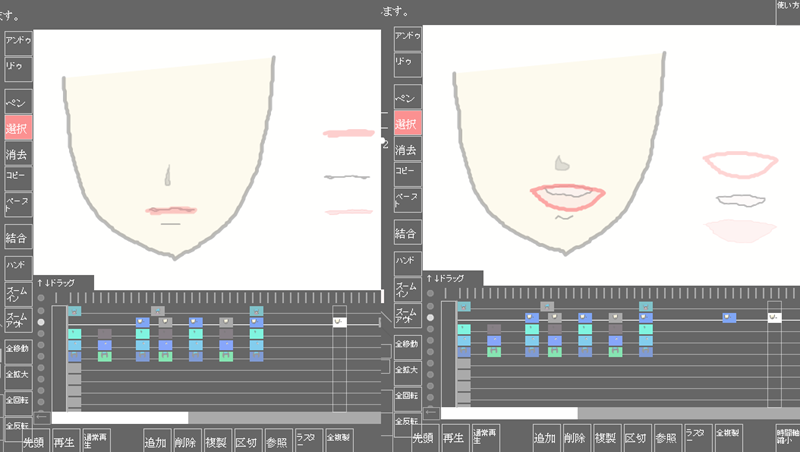 ます。
アンドゥ
リドゥ
ペン
選択
消去
コピー
ペース
ト
結合
ハンド
ズーム
イン
ズーム
アウト
全移動
全拡大
全回転
全反転
↑↓ドラッグ
先頭
再生
通常再
生
追加
削除
複製
区切
参照
ラスタ
ー
全複製
ます。
使い方
アンドゥ
リドゥ
ペン
選択
2
消去
コピー
ペース
ト
結合
ハンド
ズーム
イン
ズーム
アウト
全移動
全拡大
全回転
全反転
↑↓ドラッグ
先頭
再生
通常再
生
追加
削除
複製
区切
参照
ラスタ
ー
全複製
時間軸
縮小